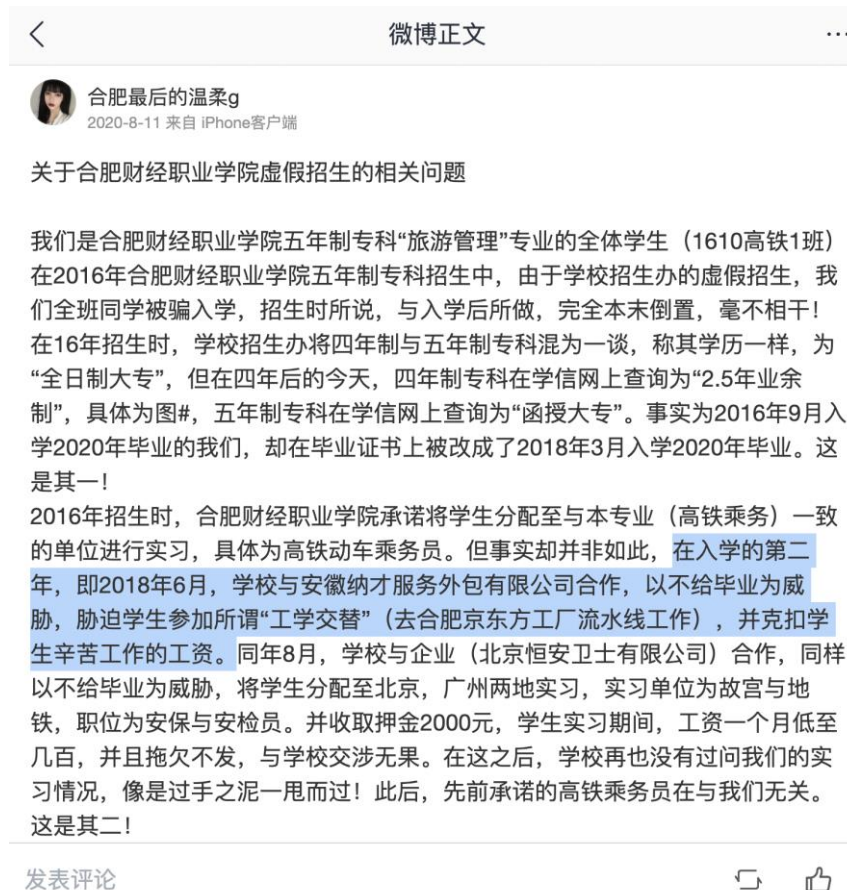 微博正文
合肥最后的温柔g
2020-8-11 来自 iPhone客户端
关于合肥财经职业学院虚假招生的相关问题
我们是合肥财经职业学院五年制专科“旅游管理”专业的全体学生（1610高铁1班）
在2016年合肥财经职业学院五年制专科招生中，由于学校招生办的虚假招生，我
们全班同学被骗入学，招生时所说，与入学后所做，完全本末倒置，毫不相干！
在16年招生时，学校招生办将四年制与五年制专科混为一谈，称其学历一样，为
“全日制大专”，但在四年后的今天，四年制专科在学信网上查询为“2.5年业余
制”，具体为图#，五年制专科在学信网上查询为“函授大专”。事实为2016年9月入
学2020年毕业的我们，却在毕业证书上被改成了2018年3月入学2020年毕业。这
是其一！
2016年招生时，合肥财经职业学院承诺将学生分配至与本专业（高铁乘务）一致
的单位进行实习，具体为高铁动车乘务员。但事实却并非如此，在入学的第二
年，即2018年6月，学校与安徽纳才服务外包有限公司合作，以不给毕业为威
胁，胁迫学生参加所谓“工学交替”（去合肥京东方工厂流水线工作），并克扣学
生辛苦工作的工资。同年8月，学校与企业（北京恒安卫士有限公司）合作，同样
以不给毕业为威胁，将学生分配至北京，广州两地实习，实习单位为故宫与地
铁，职位为安保与安检员。并收取押金2000元，学生实习期间，工资一个月低至
几百，并且拖欠不发，与学校交涉无果。在这之后，学校再也没有过问我们的实
习情况，像是过手之泥一甩而过！此后，先前承诺的高铁乘务员在与我们无关。
这是其二！
发表评论